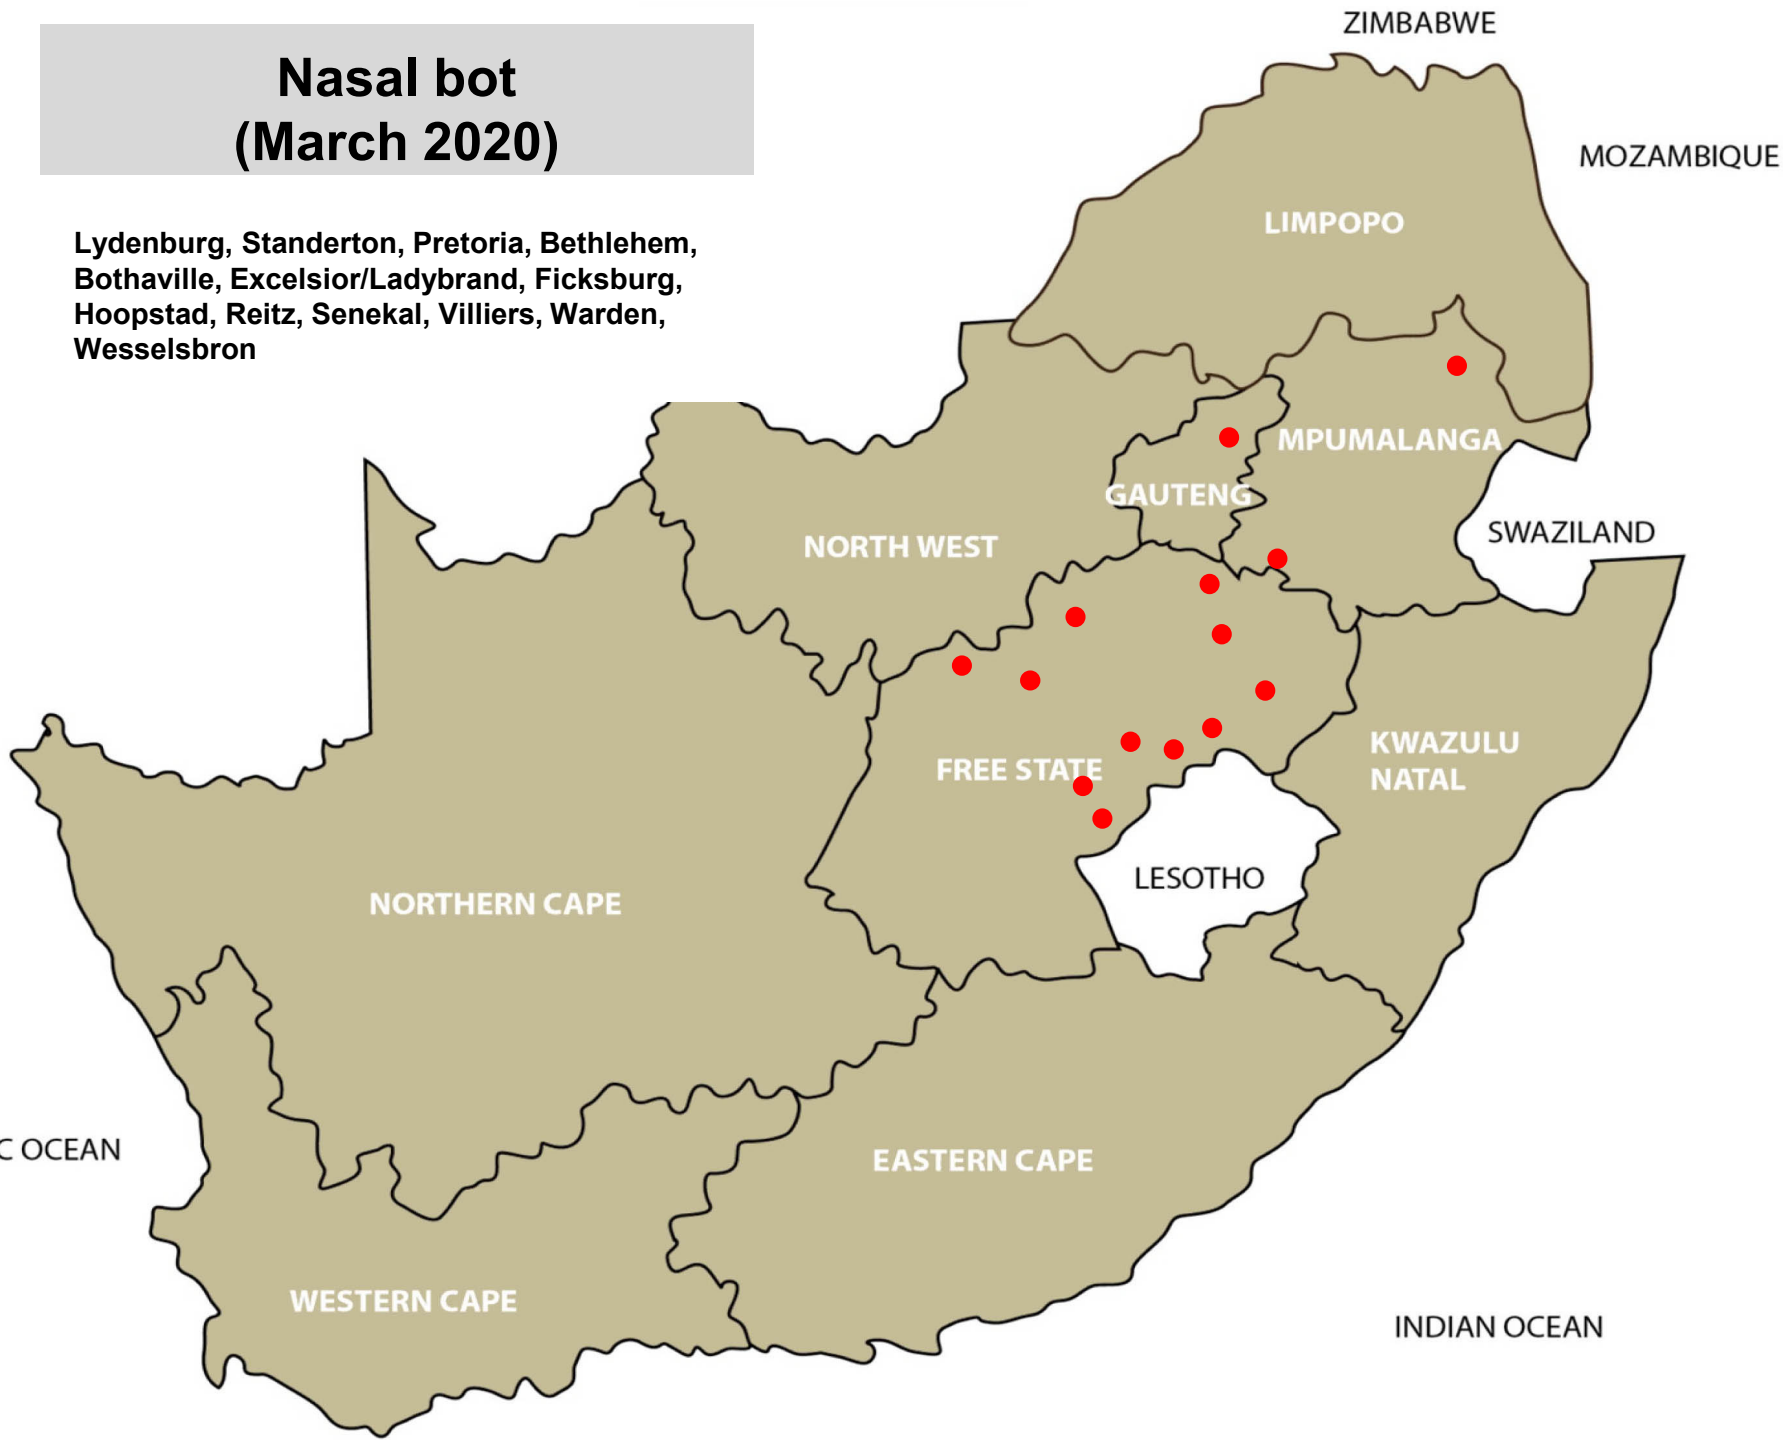 Nasal bot
(March 2020)
Lydenburg, Standerton, Pretoria, Bethlehem,
Bothaville, Excelsior/Ladybrand, Ficksburg,
Hoopstad, Reitz, Senekal, Villiers, Warden,
Wesselsbron
ZIMBABWE
MOZAMBIQUE
LIMPOPO
MPUMALANGA
GAUTENG
SWAZILAND
NORTH WEST
KWAZULU
NATAL
FREE STATE
LESOTHO
NORTHERN CAPE
C OCEAN
EASTERN CAPE
WESTERN CAPE
INDIAN OCEAN